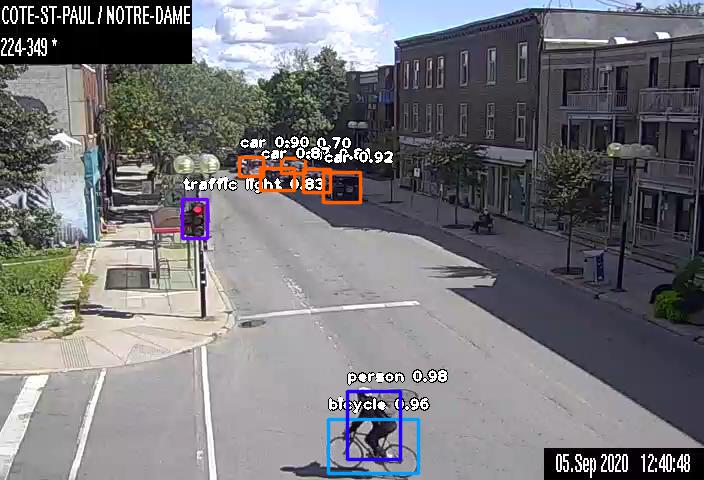 COTE-ST-PAUL / NOTRE-DAME
224-349 *
car 0.90 0.70
car 0.92
traffic light 0.83
person 0.98
bicycle 0.96
05.Sep 2020 12:40:48